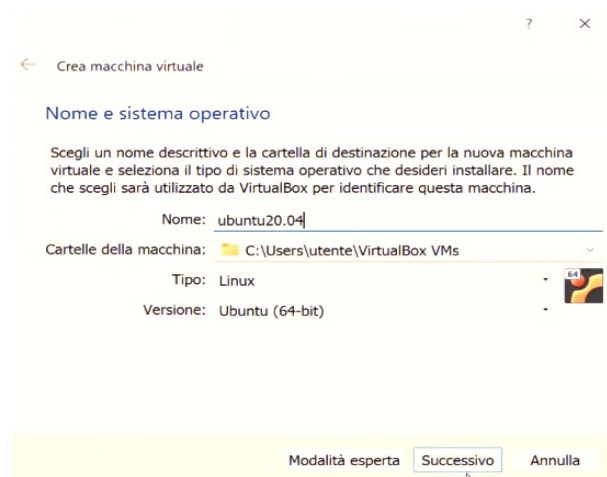 ?
Crea macchina virtuale
Nome e sistema operativo
Scegli un nome descrittivo e la cartella di destinazione per la nuova macchina
virtuale e seleziona il tipo di sistema operativo che desideri installare. Il nome
che scegli sarà utilizzato da VirtualBox per identificare questa macchina.
Nome: ubuntu20.04
Cartelle della macchina: C:\Users\utente\VirtualBox VMs
Tipo: Linux
64
Versione: Ubuntu (64-bit)
Modalità esperta Successivo Annulla